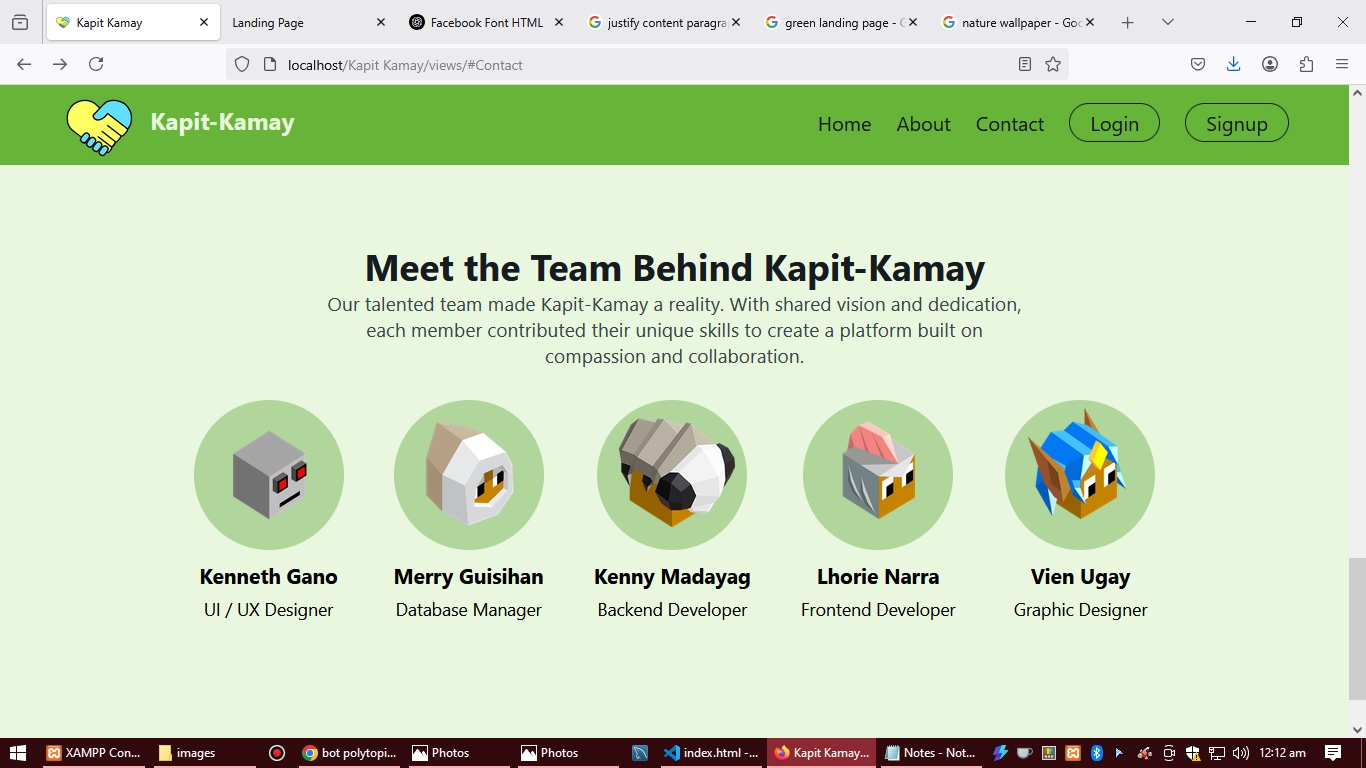 Kapit Kamay
Landing Page
Facebook Font HTML
justify content paragra
green landing page - G
nature wallpaper - Goo
localhost/Kapit Kamay/views/#Contact
Kapit-Kamay
Home
About
Contact
Login
Signup
Meet the Team Behind Kapit-Kamay
Our talented team made Kapit-Kamay a reality. With shared vision and dedication,
each member contributed their unique skills to create a platform built on
compassion and collaboration.
Kenneth Gano
UI / UX Designer
Merry Guisihan
Database Manager
Kenny Madayag
Backend Developer
Lhorie Narra
Frontend Developer
Vien Ugay
Graphic Designer
XAMPP Con...
images
bot polytopi...
Photos
Photos
index.html -...
Kapit Kamay...
Notes - Not...
12:12 am